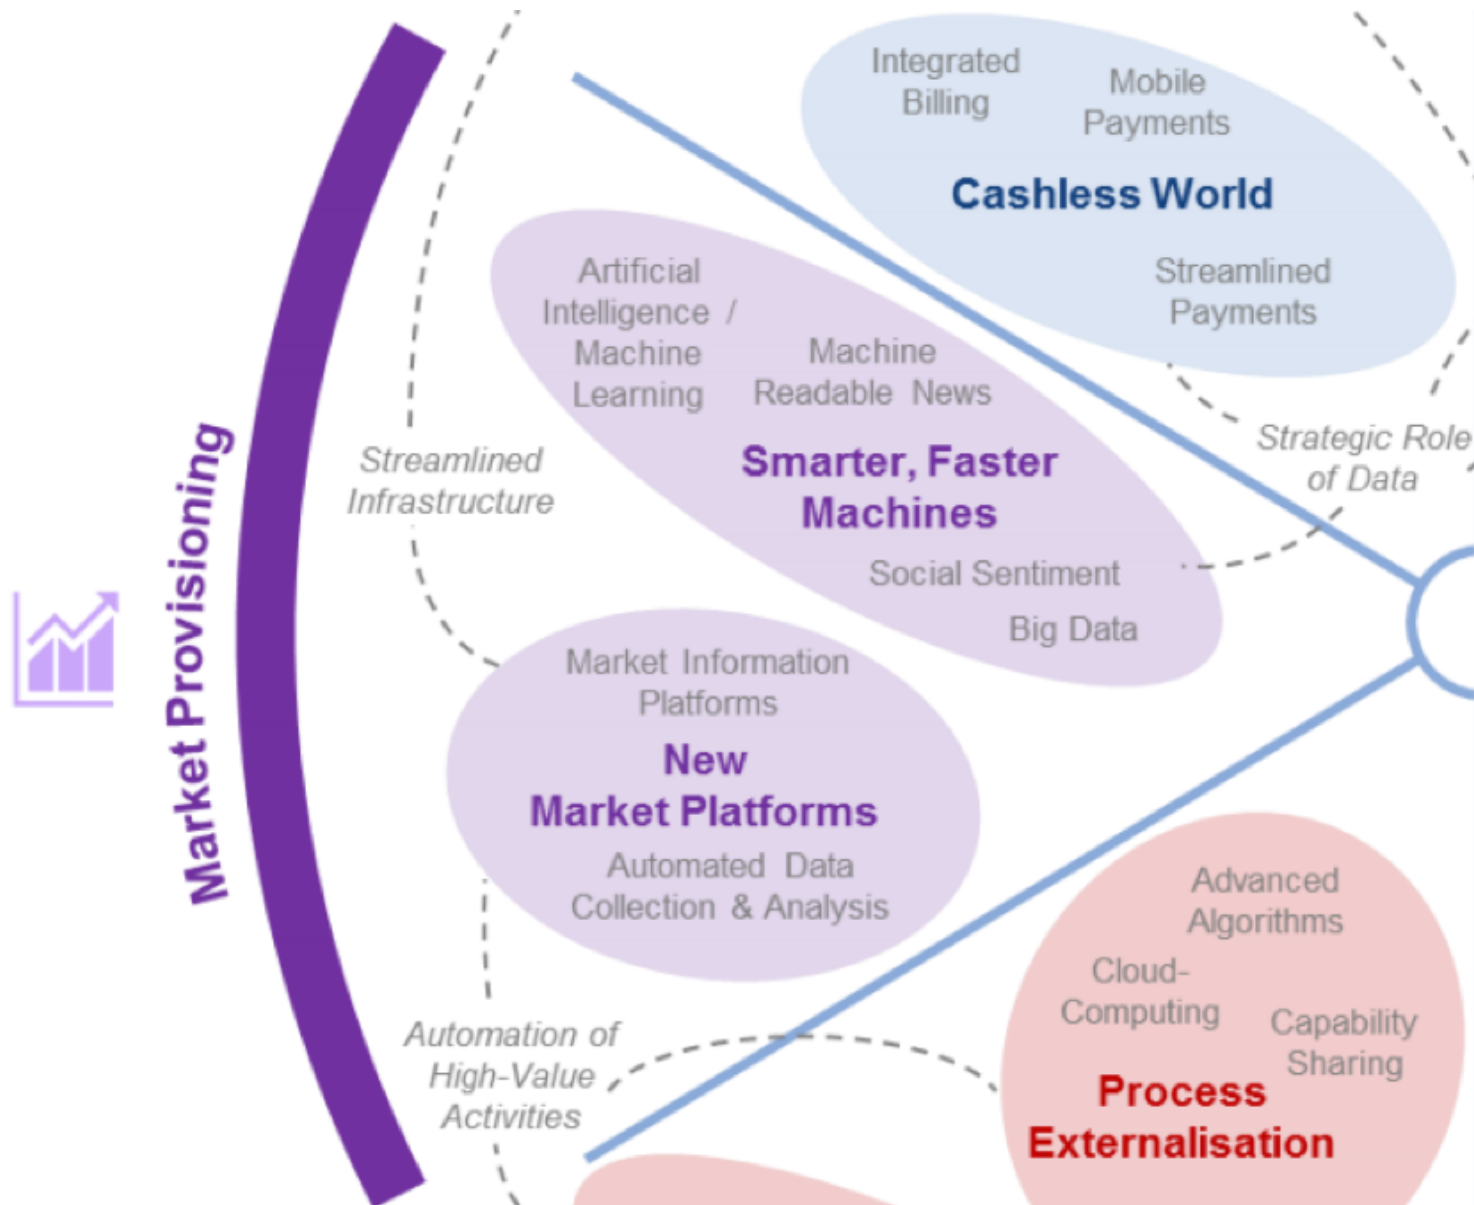 Integrated
Billing
Mobile
Payments
Cashless World
Streamlined
Payments
Artificial
Intelligence /
Machine
Learning
Machine
Readable News
Smarter, Faster
Machines
Social Sentiment
Big Data
Strategic Role
of Data
Streamlined
Infrastructure
Market Provisioning
Market Information
Platforms
New
Market Platforms
Automated Data
Collection & Analysis
Automation of
High-Value
Activities
Advanced
Algorithms
Cloud-
Computing
Capability
Sharing
Process
Externalisation